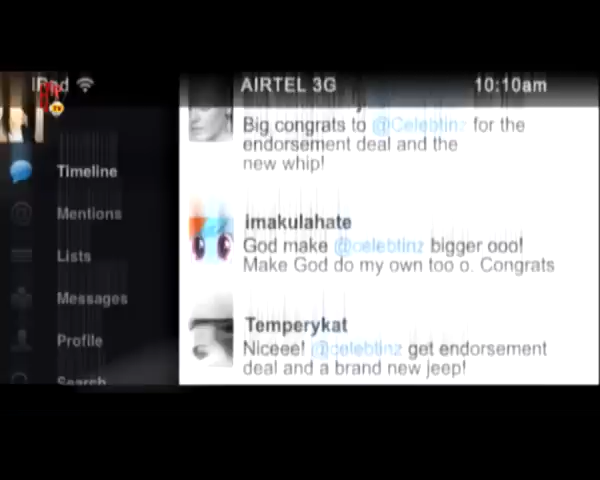 iPad
AIRTEL 3G
10:10am
TV
Timeline
Mentions
Lists
Messages
Profile
Search
Big congrats to @Celebtinz for the
endorsement deal and the
new whip!
imakulahate
God make @celebtinz bigger ooo!
Make God do my own too o. Congrats
Temperykat
Niceee! @celebtinz get endorsement
deal and a brand new jeep!